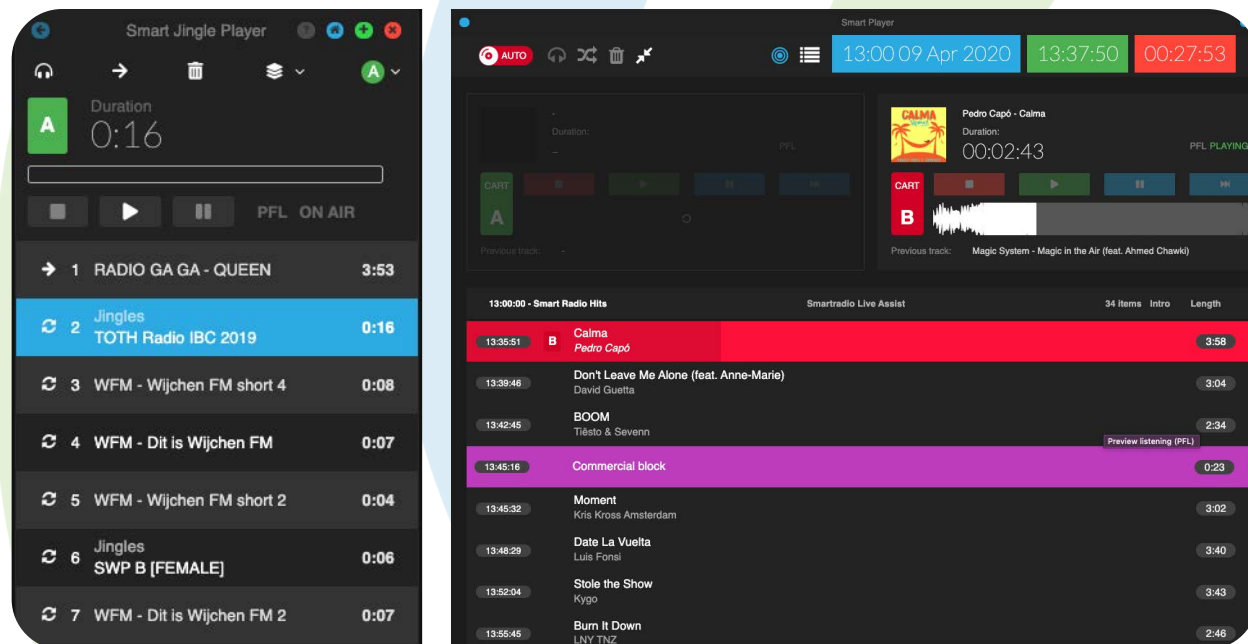 Smart Jingle Player
A
A
Duration
0:16
PFL ON AIR
1 RADIO GA GA - QUEEN 3:53
2 Jingles
TOTH Radio IBC 2019 0:16
3 WFM - Wijchen FM short 4 0:08
4 WFM - Dit is Wijchen FM 0:07
5 WFM - Wijchen FM short 2 0:04
6 Jingles
SWP B [FEMALE] 0:06
7 WFM - Dit is Wijchen FM 2 0:07
Smart Player
AUTO
13:00 09 Apr 2020 13:37:50 00:27:53
-
Duration:
-
PFL
CART
A
Previous track: -
CALMA
Pedro Capó - Calma
Duration:
00:02:43
PFL PLAYING
CART
B
Previous track: Magic System - Magic in the Air (feat. Ahmed Chawki)
13:00:00 - Smart Radio Hits Smartradio Live Assist 34 Items Intro Length
13:35:51 B Calma
Pedro Capó 3:58
13:39:46 Don't Leave Me Alone (feat. Anne-Marie)
David Guetta 3:04
13:42:45 BOOM
Tiësto & Sevenn 2:34
Preview listening (PFL)
13:45:16 Commercial block 0:23
13:45:32 Moment
Kris Kross Amsterdam 3:02
13:48:29 Date La Vuelta
Luis Fonsi 3:40
13:52:04 Stole the Show
Kygo 3:43
13:55:45 Burn It Down
LNY TNZ 2:46